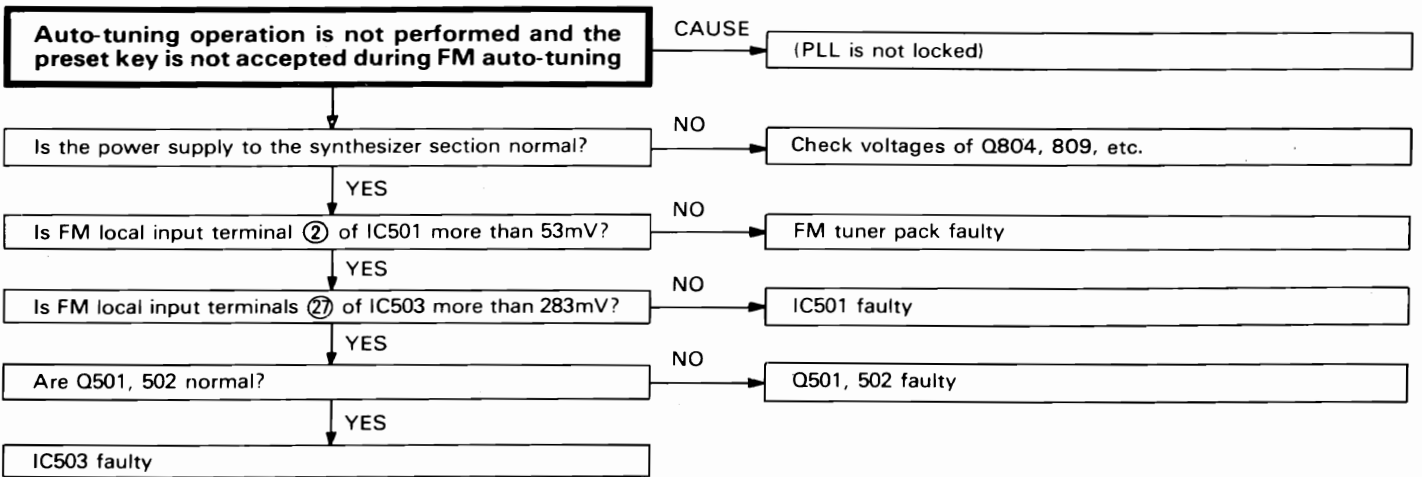 Auto-tuning operation is not performed and the
preset key is not accepted during FM auto-tuning
CAUSE
(PLL is not locked)
Is the power supply to the synthesizer section normal?
NO
Check voltages of Q804, 809, etc.
YES
Is FM local input terminal ② of IC501 more than 53mV?
NO
FM tuner pack faulty
YES
Is FM local input terminals ㉗ of IC503 more than 283mV?
NO
IC501 faulty
YES
Are Q501, 502 normal?
NO
Q501, 502 faulty
YES
IC503 faulty